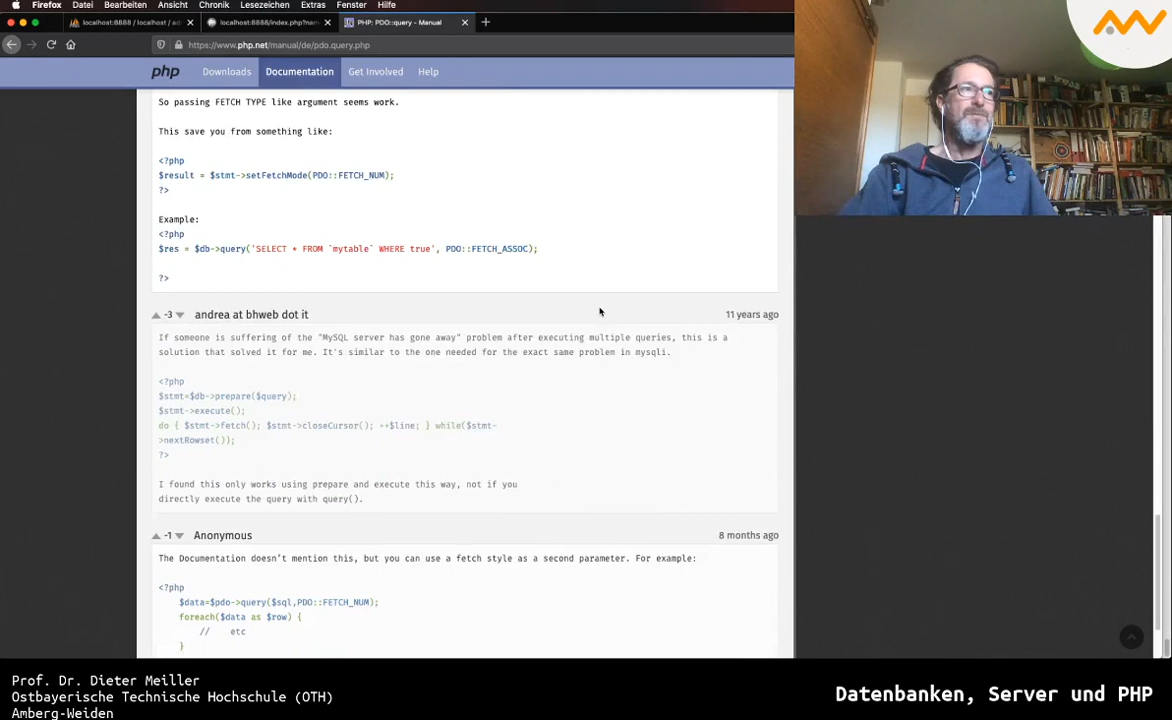 Firefox Datei Bearbeiten Ansicht Chronik Lesezeichen Extras Fenster Hilfe
localhost:8888 / localhost / ad
localhost:8888/index.php?nam
PHP: PDO::query - Manual
https://www.php.net/manual/de/pdo.query.php
php Downloads Documentation Get Involved Help
So passing FETCH TYPE like argument seems work.
This save you from something like:
<?php
$result = $stmt->setFetchMode(PDO::FETCH_NUM);
?>
Example:
<?php
$res = $db->query('SELECT * FROM `mytable` WHERE true', PDO::FETCH_ASSOC);
?>
-3 andrea at bhweb dot it 11 years ago
If someone is suffering of the "MySQL server has gone away" problem after executing multiple queries, this is a
solution that solved it for me. It's similar to the one needed for the exact same problem in mysqli.
<?php
$stmt=$db->prepare($query);
$stmt->execute();
do { $stmt->fetch(); $stmt->closeCursor(); ++$line; } while($stmt-
>nextRowset());
?>
I found this only works using prepare and execute this way, not if you
directly execute the query with query().
-1 Anonymous 8 months ago
The Documentation doesn't mention this, but you can use a fetch style as a second parameter. For example:
<?php
$data=$pdo->query($sql,PDO::FETCH_NUM);
foreach($data as $row) {
// etc
}
Prof. Dr. Dieter Meiller
Ostbayerische Technische Hochschule (OTH)
Amberg-Weiden
Datenbanken, Server und PHP